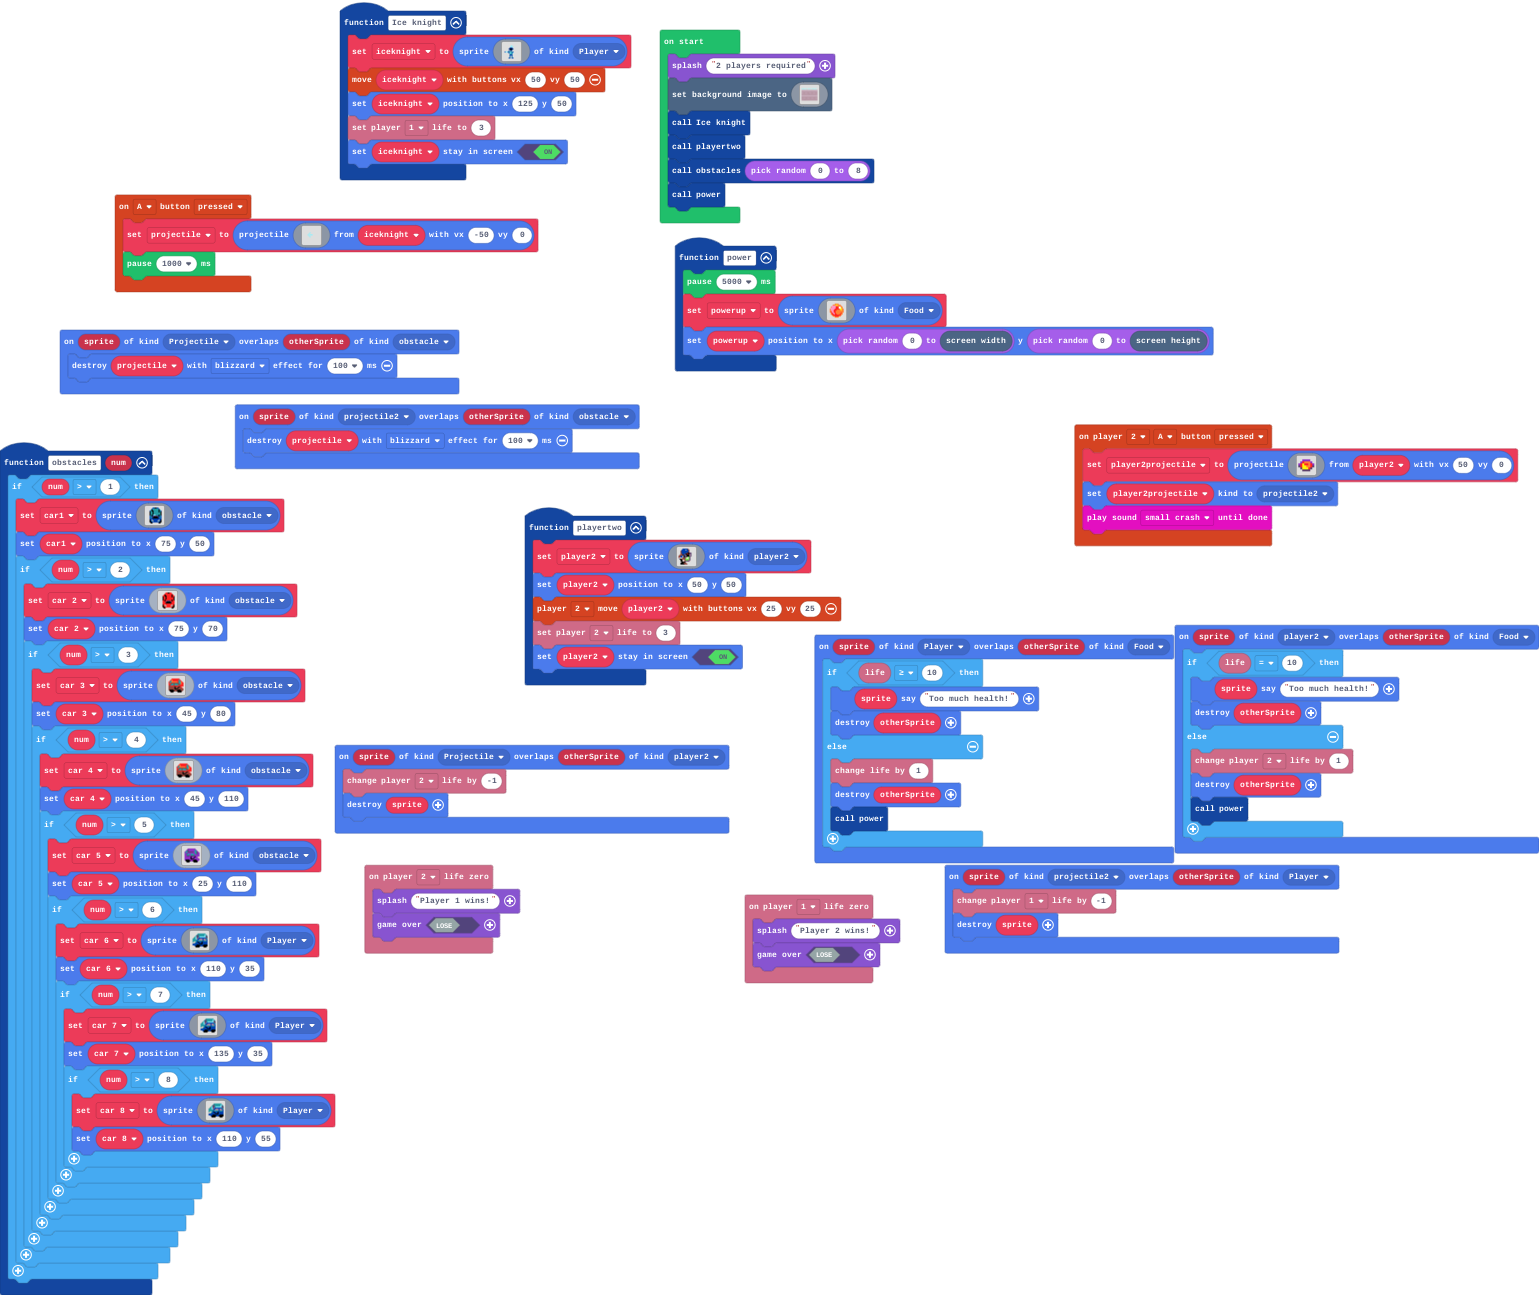 function Ice knight
set iceknight to sprite of kind Player
move iceknight with buttons vx 50 vy 50
set iceknight position to x 125 y 50
set player 1 life to 3
set iceknight stay in screen ON
on start
splash "2 players required"
set background image to
call Ice knight
call playertwo
call obstacles pick random 0 to 8
call power
on A button pressed
set projectile to projectile from iceknight with vx -50 vy 0
pause 1000 ms
function power
pause 5000 ms
set powerup to sprite of kind Food
set powerup position to x pick random 0 to screen width y pick random 0 to screen height
on sprite of kind Projectile overlaps otherSprite of kind obstacle
destroy projectile with blizzard effect for 100 ms
on sprite of kind projectile2 overlaps otherSprite of kind obstacle
destroy projectile with blizzard effect for 100 ms
on player 2 A button pressed
set player2projectile to projectile from player2 with vx 50 vy 0
set player2projectile kind to projectile2
play sound small crash until done
function obstacles num
if num > 1 then
set car1 to sprite of kind obstacle
set car1 position to x 75 y 50
if num > 2 then
set car 2 to sprite of kind obstacle
set car 2 position to x 75 y 70
if num > 3 then
set car 3 to sprite of kind obstacle
set car 3 position to x 45 y 80
if num > 4 then
set car 4 to sprite of kind obstacle
set car 4 position to x 45 y 110
if num > 5 then
set car 5 to sprite of kind obstacle
set car 5 position to x 25 y 110
if num > 6 then
set car 6 to sprite of kind Player
set car 6 position to x 110 y 35
if num > 7 then
set car 7 to sprite of kind Player
set car 7 position to x 135 y 35
if num > 8 then
set car 8 to sprite of kind Player
set car 8 position to x 110 y 55
function playertwo
set player2 to sprite of kind player2
set player2 position to x 50 y 50
player 2 move player2 with buttons vx 25 vy 25
set player 2 life to 3
set player2 stay in screen ON
on sprite of kind Player overlaps otherSprite of kind Food
if life ≥ 10 then
sprite say "Too much health!"
destroy otherSprite
else
change life by 1
destroy otherSprite
call power
on sprite of kind player2 overlaps otherSprite of kind Food
if life = 10 then
sprite say "Too much health!"
destroy otherSprite
else
change player 2 life by 1
destroy otherSprite
call power
on sprite of kind Projectile overlaps otherSprite of kind player2
change player 2 life by -1
destroy sprite
on player 2 life zero
splash "Player 1 wins!"
game over LOSE
on player 1 life zero
splash "Player 2 wins!"
game over LOSE
on sprite of kind projectile2 overlaps otherSprite of kind Player
change player 1 life by -1
destroy sprite